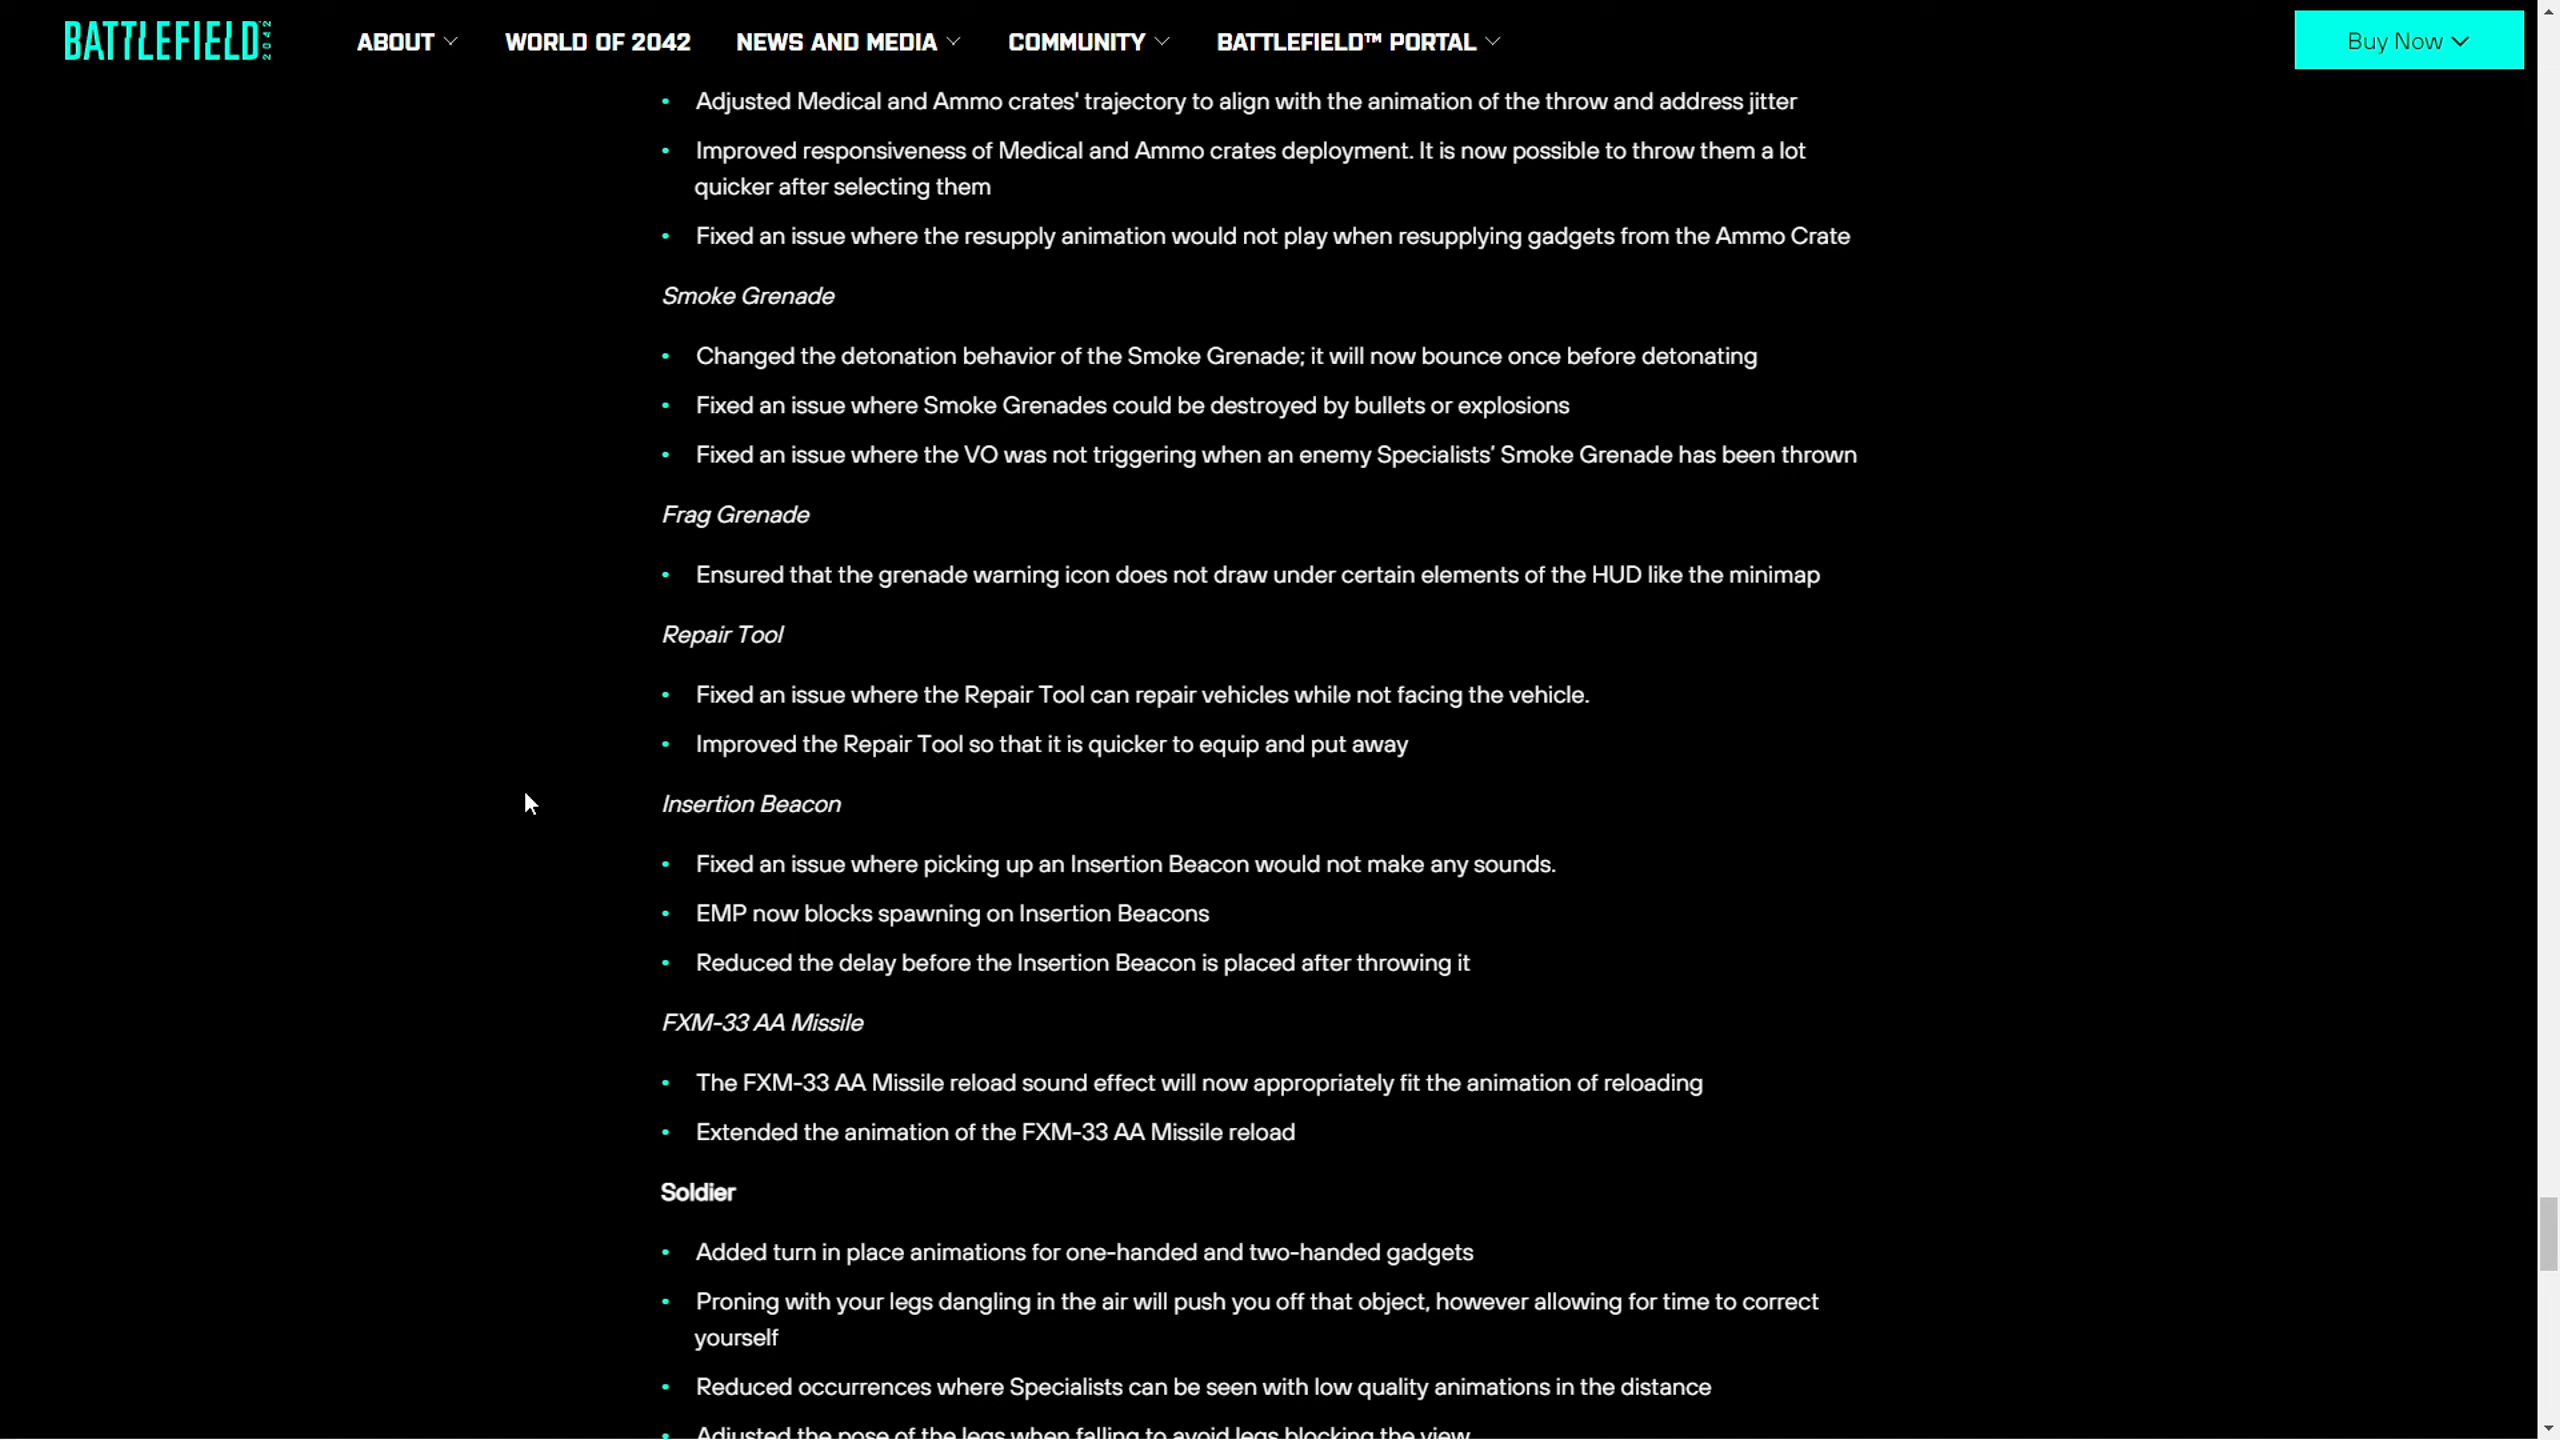 BATTLEFIELD 2042
ABOUT
WORLD OF 2042
NEWS AND MEDIA
COMMUNITY
BATTLEFIELD™ PORTAL
Buy Now
• Adjusted Medical and Ammo crates' trajectory to align with the animation of the throw and address jitter
• Improved responsiveness of Medical and Ammo crates deployment. It is now possible to throw them a lot
quicker after selecting them
• Fixed an issue where the resupply animation would not play when resupplying gadgets from the Ammo Crate
Smoke Grenade
• Changed the detonation behavior of the Smoke Grenade; it will now bounce once before detonating
• Fixed an issue where Smoke Grenades could be destroyed by bullets or explosions
• Fixed an issue where the VO was not triggering when an enemy Specialists’ Smoke Grenade has been thrown
Frag Grenade
• Ensured that the grenade warning icon does not draw under certain elements of the HUD like the minimap
Repair Tool
• Fixed an issue where the Repair Tool can repair vehicles while not facing the vehicle.
• Improved the Repair Tool so that it is quicker to equip and put away
Insertion Beacon
• Fixed an issue where picking up an Insertion Beacon would not make any sounds.
• EMP now blocks spawning on Insertion Beacons
• Reduced the delay before the Insertion Beacon is placed after throwing it
FXM-33 AA Missile
• The FXM-33 AA Missile reload sound effect will now appropriately fit the animation of reloading
• Extended the animation of the FXM-33 AA Missile reload
Soldier
• Added turn in place animations for one-handed and two-handed gadgets
• Proning with your legs dangling in the air will push you off that object, however allowing for time to correct
yourself
• Reduced occurrences where Specialists can be seen with low quality animations in the distance
• Adjusted the pose of the legs when falling to avoid legs blocking the view